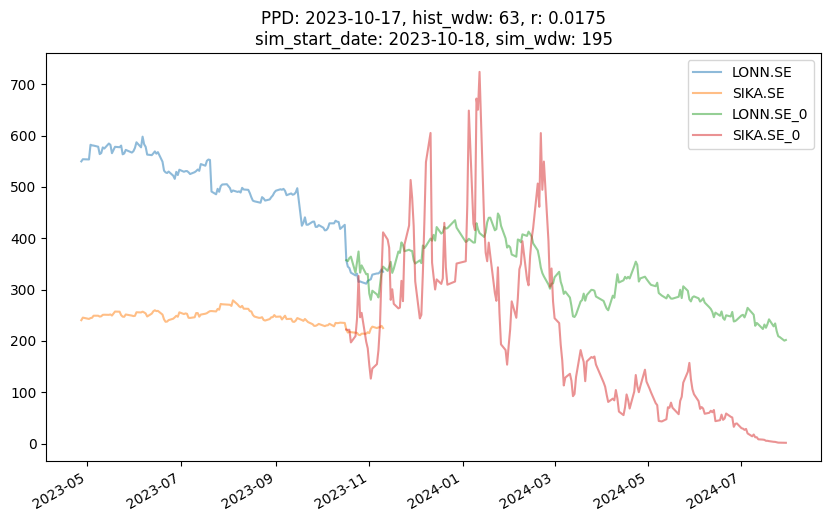 PPD: 2023-10-17, hist_wdw: 63, r: 0.0175
sim_start_date: 2023-10-18, sim_wdw: 195
LONN.SE
SIKA.SE
LONN.SE_0
SIKA.SE_0
700
600
500
400
300
200
100
0
2023-05
2023-07
2023-09
2023-11
2024-01
2024-03
2024-05
2024-07